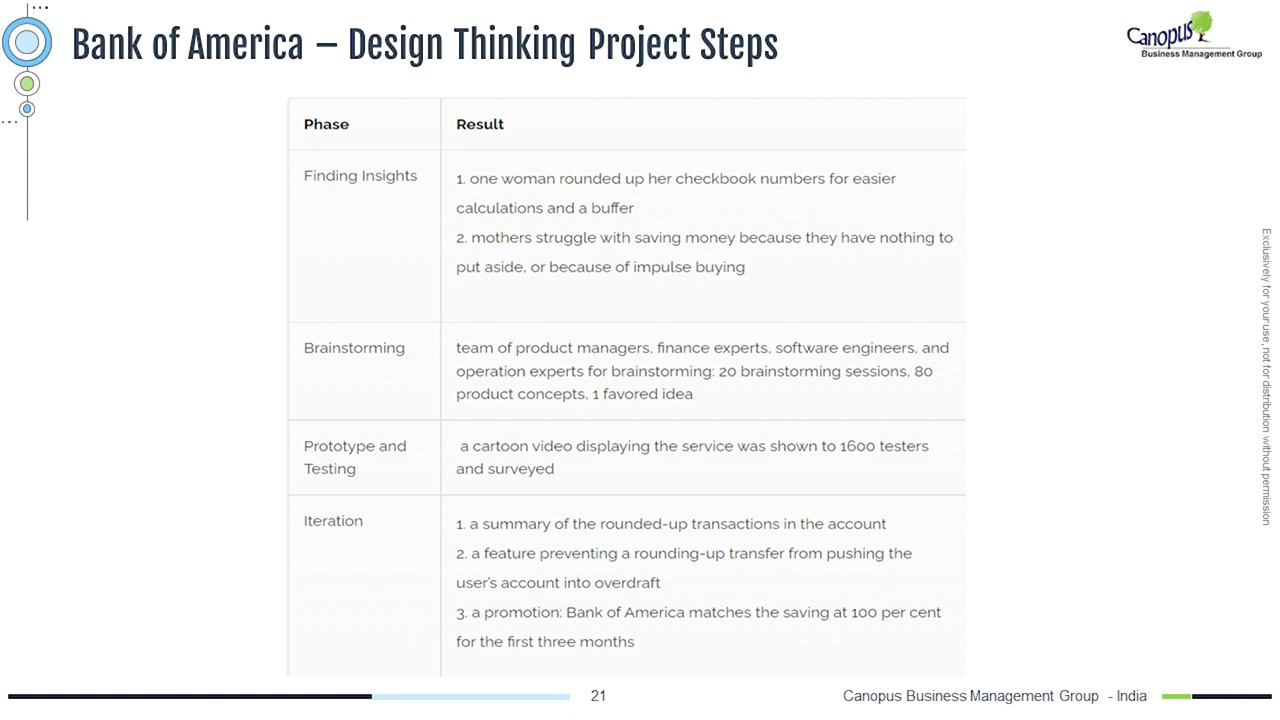 Bank of America – Design Thinking Project Steps
Canopus
Business Management Group
Phase
Result
Finding Insights
1. one woman rounded up her checkbook numbers for easier
calculations and a buffer
2. mothers struggle with saving money because they have nothing to
put aside, or because of impulse buying
Brainstorming
team of product managers, finance experts, software engineers, and
operation experts for brainstorming: 20 brainstorming sessions, 80
product concepts, 1 favored idea
Prototype and
Testing
a cartoon video displaying the service was shown to 1600 testers
and surveyed
Iteration
1. a summary of the rounded-up transactions in the account
2. a feature preventing a rounding-up transfer from pushing the
user's account into overdraft
3. a promotion: Bank of America matches the saving at 100 per cent
for the first three months
Exclusively for your use, not for distribution without permission
21
Canopus Business Management Group - India